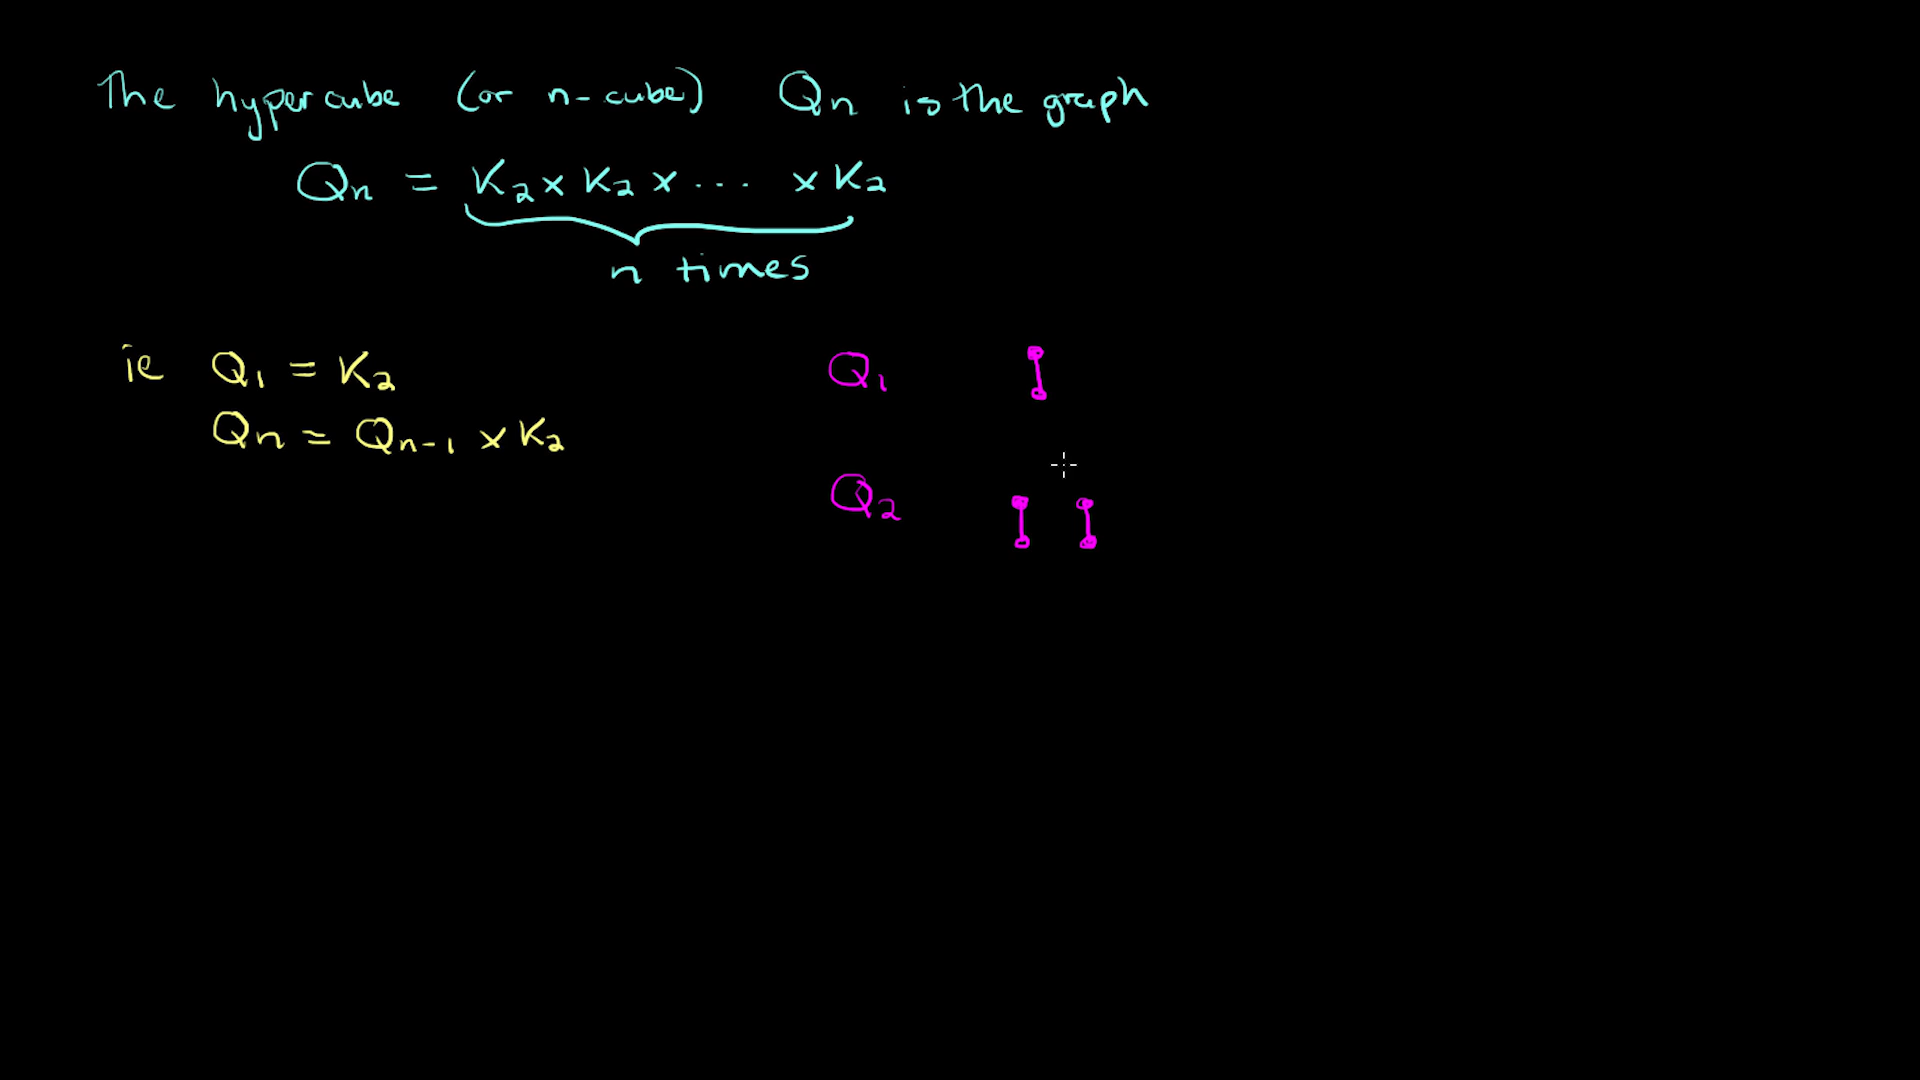 The hypercube (or n-cube) Qn is the graph
Qn = K2 x K2 x ... x K2
n times
ie Q1 = K2
Qn = Qn-1 x K2
Q1
Q2